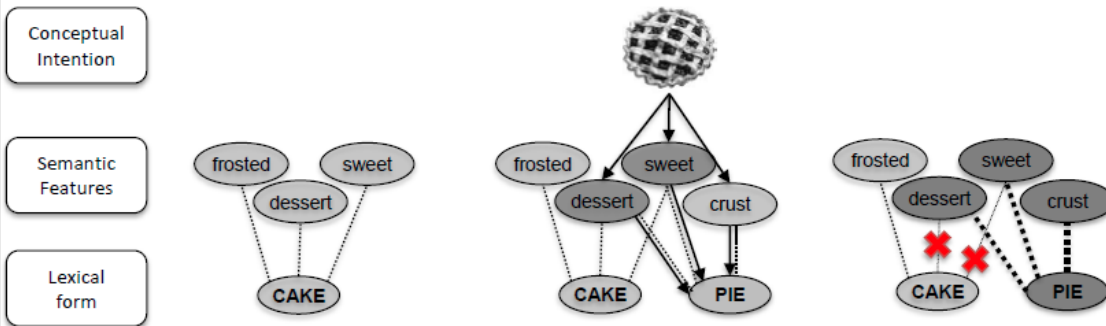 Conceptual
Intention
Semantic
Features
Lexical
form
frosted
sweet
dessert
CAKE
frosted
sweet
dessert
crust
CAKE
PIE
frosted
sweet
dessert
crust
CAKE
PIE